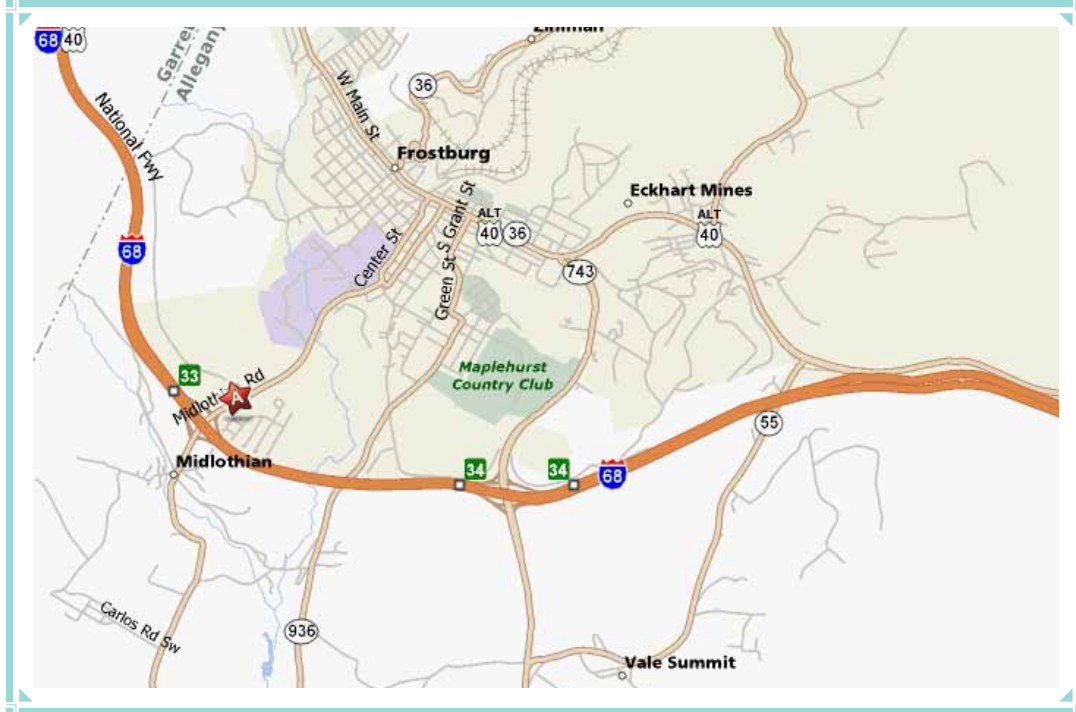 Zihlman
68
40
Garre
Allegany
36
W Main St
National Fwy
Frostburg
Eckhart Mines
S Grant St
ALT
40
36
ALT
40
68
Center St
743
Green St
Maplehurst
Country Club
33
Midlothian Rd
A
55
Midlothian
34
34
68
Carlos Rd Sw
936
Vale Summit